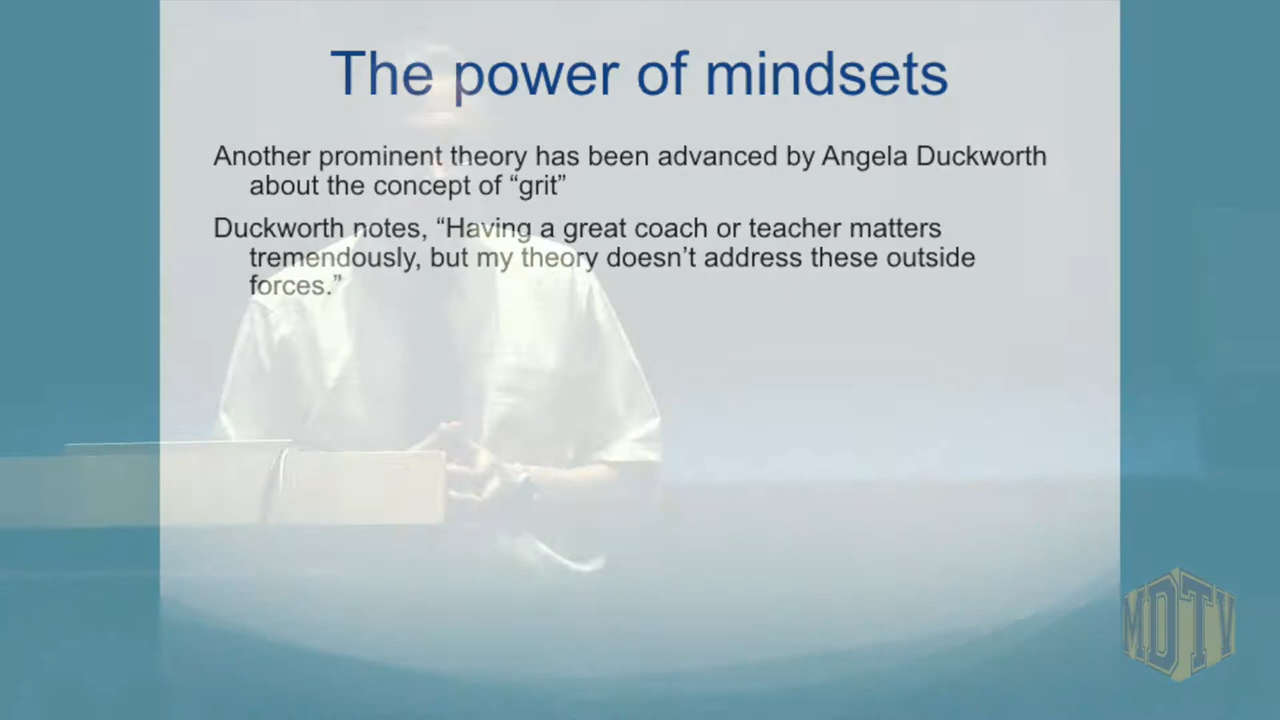 The power of mindsets
Another prominent theory has been advanced by Angela Duckworth
about the concept of “grit”
Duckworth notes, “Having a great coach or teacher matters
tremendously, but my theory doesn’t address these outside
forces.”
MDTV